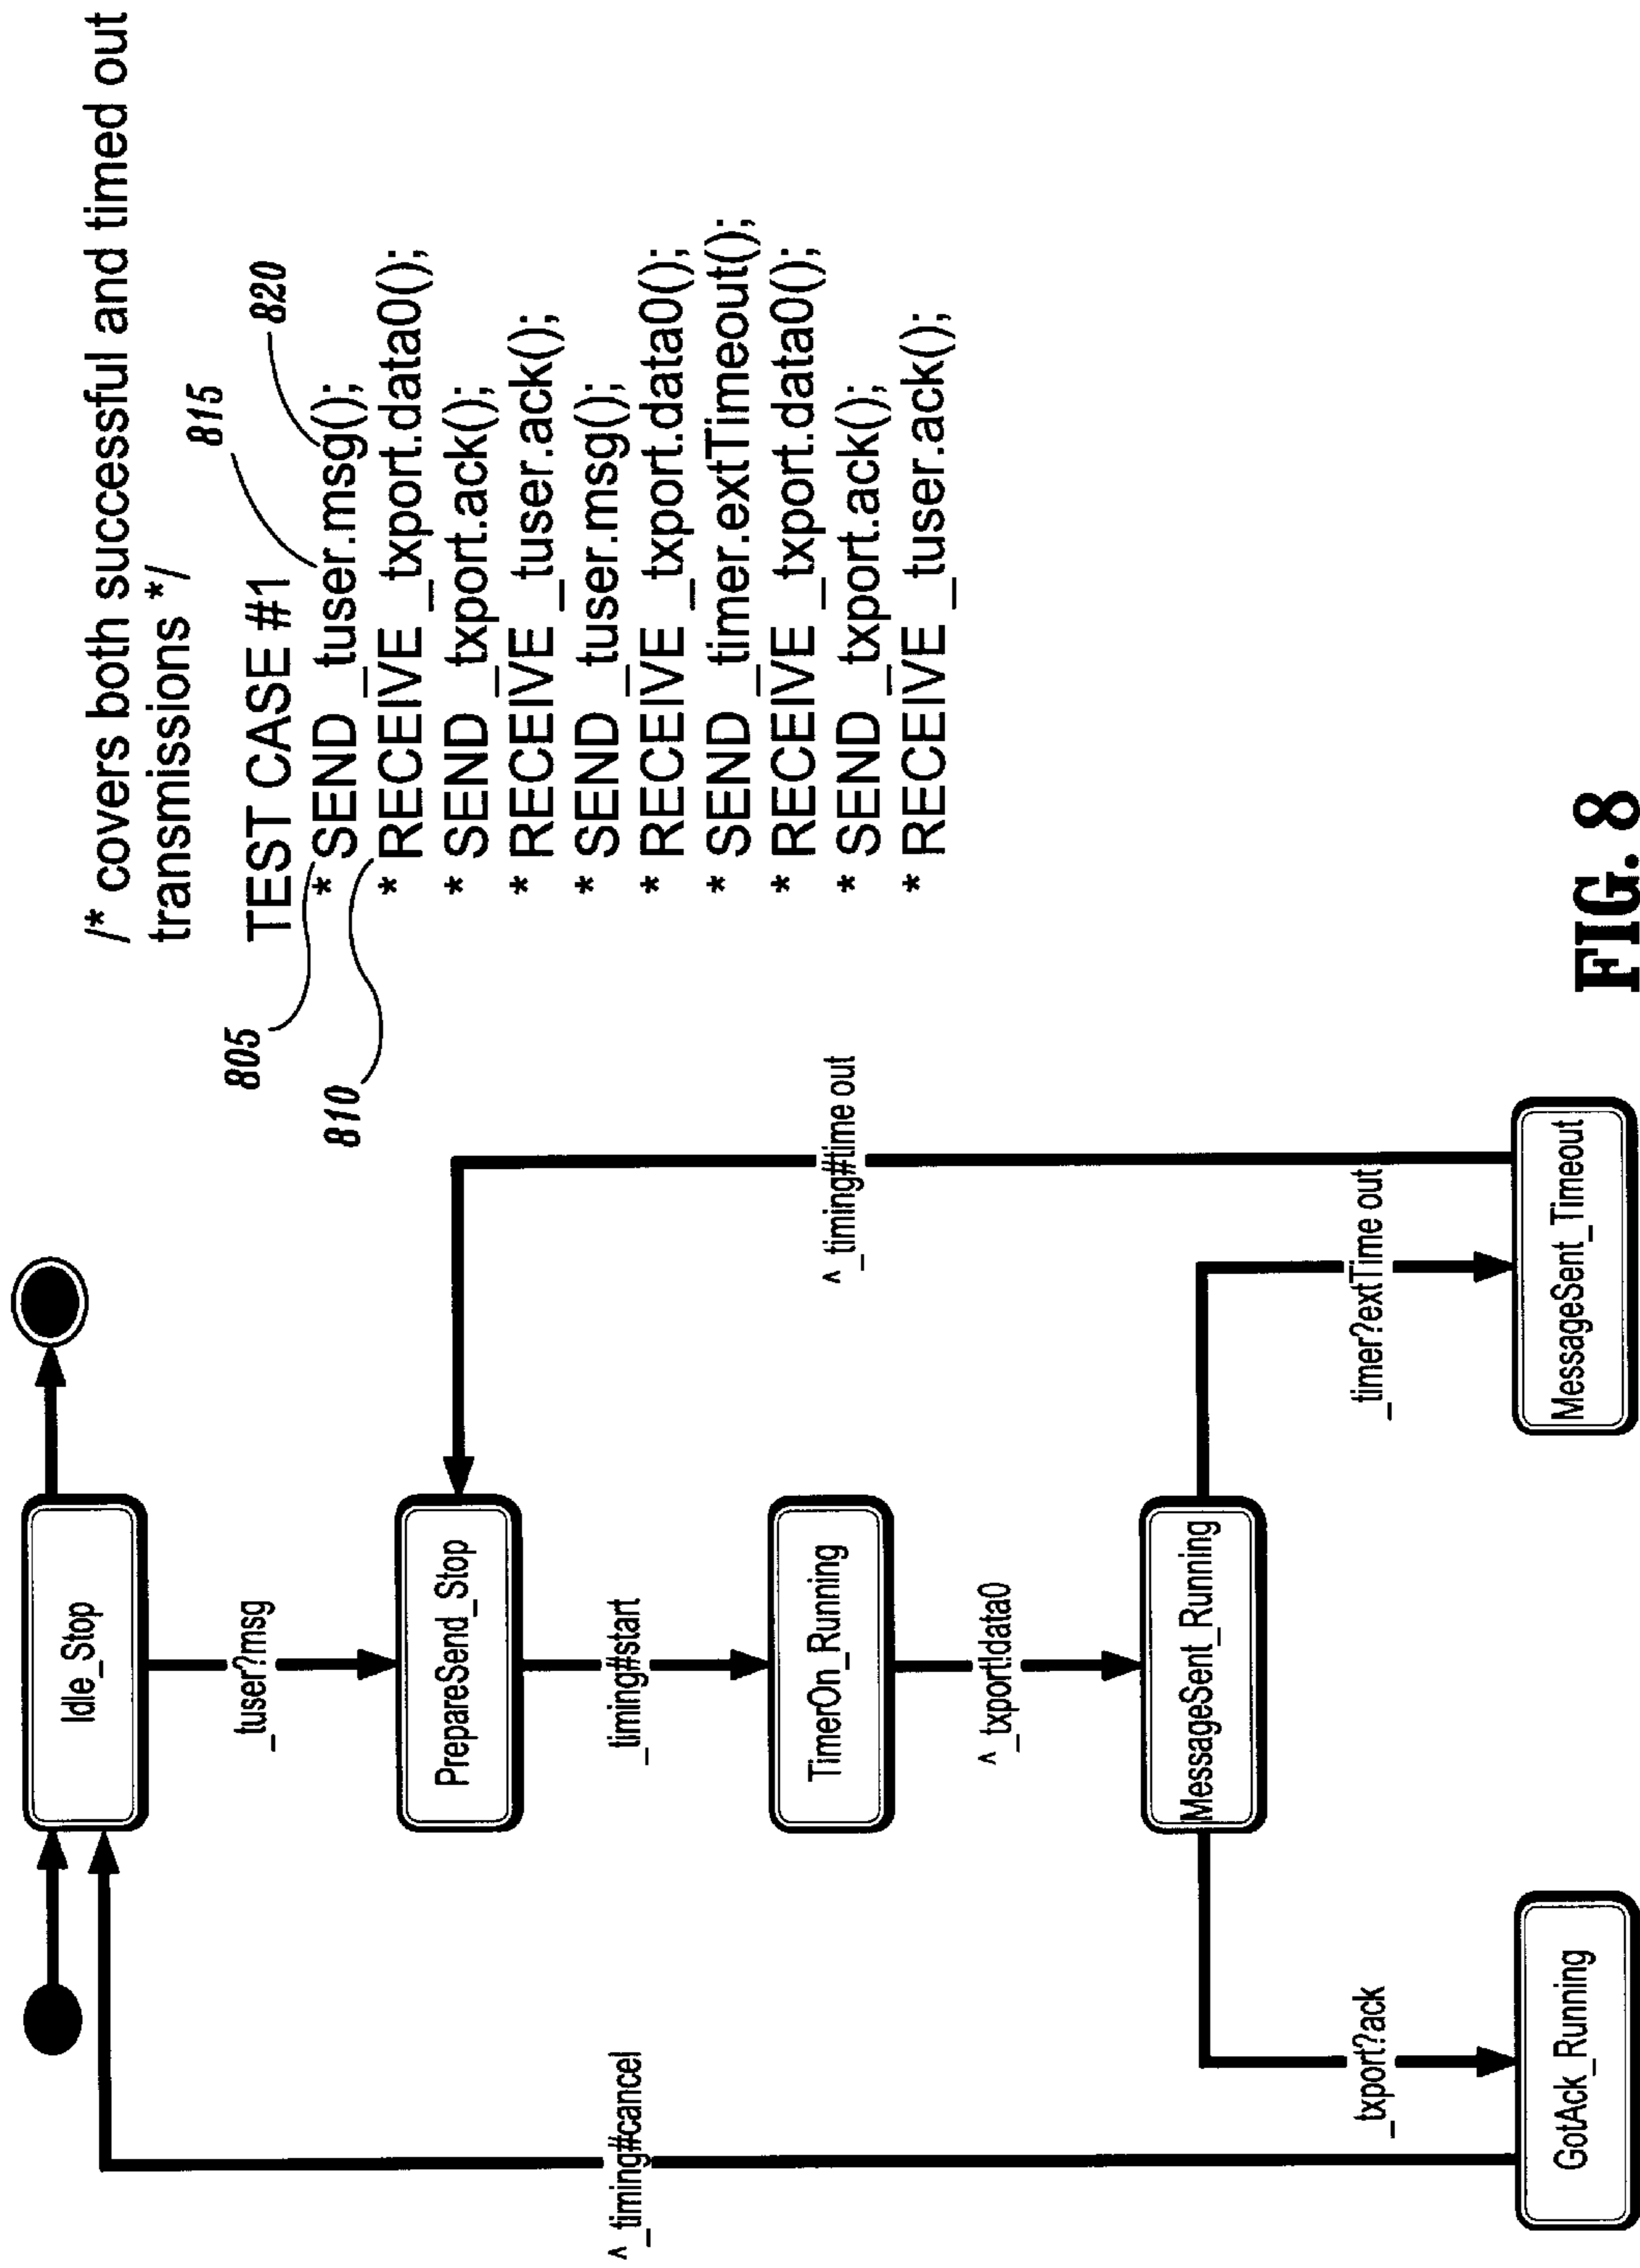 Idle_Stop
_tuser?msg
PrepareSend_Stop
_timing#start
TimerOn_Running
^_txport!data0
MessageSent_Running
_txport?ack
GotAck_Running
^_timing#cancel
_timer?extTime out
MessageSent_Timeout
^_timing#time out
/* covers both successful and timed out
transmissions */
TEST CASE #1
* SEND _tuser.msg();
* RECEIVE _txport.data0();
* SEND _txport.ack();
* RECEIVE _tuser.ack();
* SEND _tuser.msg();
* RECEIVE _txport.data0();
* SEND _timer.extTimeout();
* RECEIVE _txport.data0();
* SEND _txport.ack();
* RECEIVE _tuser.ack();
805
810
815
820
FIG. 8